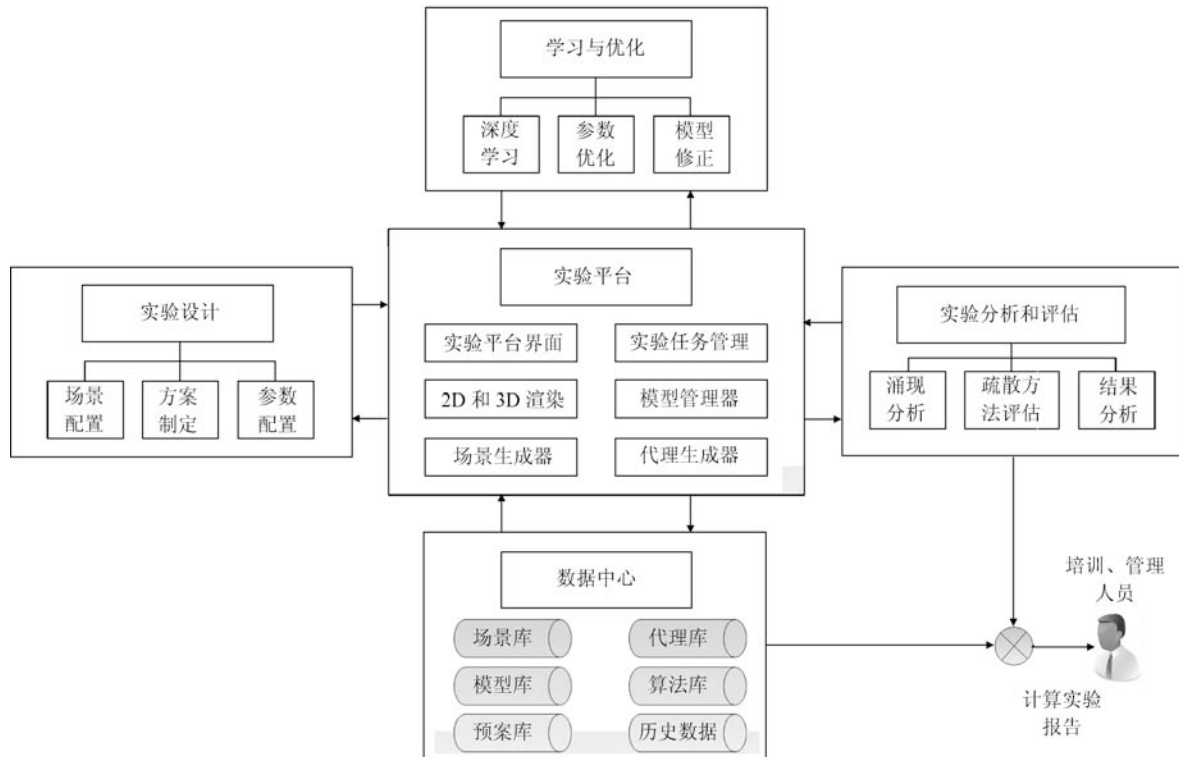 学习与优化
深度
学习
参数
优化
模型
修正
实验设计
场景
配置
方案
制定
参数
配置
实验平台
实验平台界面
实验任务管理
2D 和 3D 渲染
模型管理器
场景生成器
代理生成器
实验分析和评估
涌现
分析
疏散方
法评估
结果
分析
数据中心
场景库
代理库
模型库
算法库
预案库
历史数据
培训、管理
人员
计算实验
报告